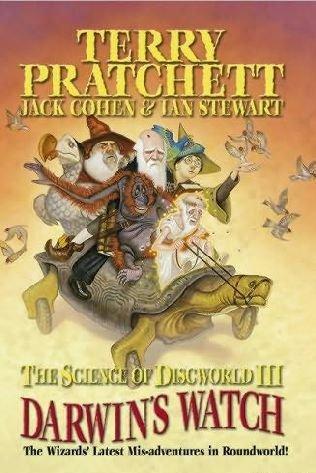 TERRY
PRATCHETT
JACK COHEN & IAN STEWART
THE SCIENCE OF DISCWORLD III
DARWIN'S WATCH
The Wizards' Latest Mis-adventures in Roundworld!